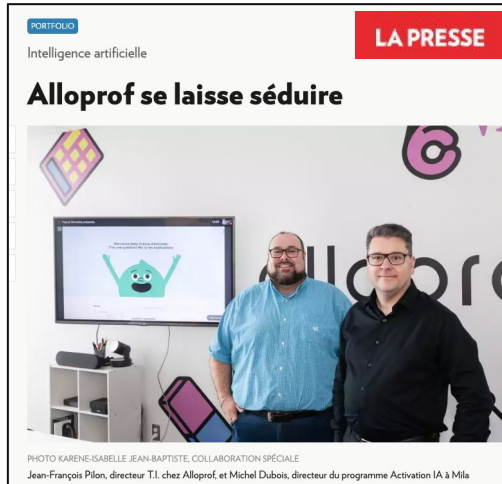 PORTFOLIO
LA PRESSE
Intelligence artificielle
Alloprof se laisse séduire
PHOTO KARENE-ISABELLE JEAN-BAPTISTE, COLLABORATION SPÉCIALE
Jean-François Pilon, directeur T.I. chez Alloprof, et Michel Dubois, directeur du programme Activation IA à Mila